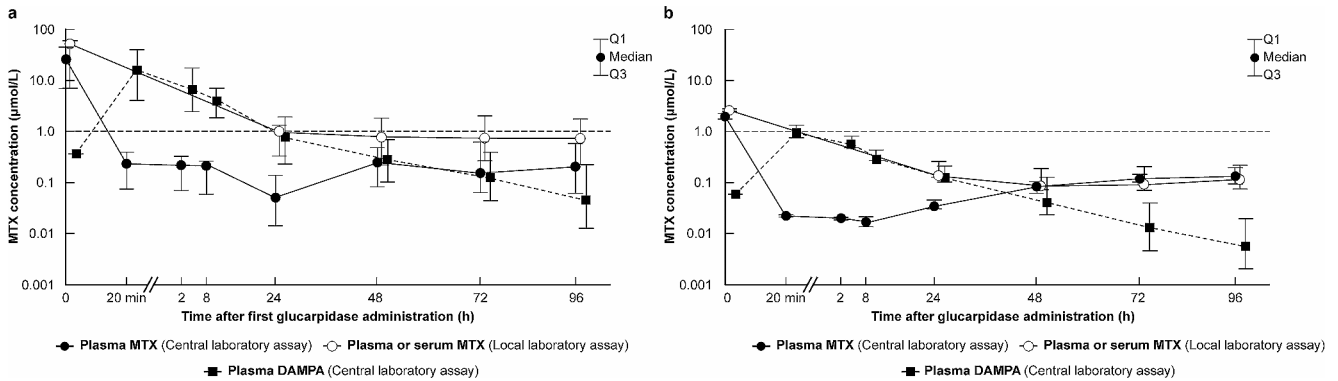 a
MTX concentration (µmol/L)
100
10.0
1.0
0.1
0.01
0.001
Q1
Median
Q3
0 20 min 2 8 24 48 72 96
Time after first glucarpidase administration (h)
Plasma MTX (Central laboratory assay) Plasma or serum MTX (Local laboratory assay)
Plasma DAMPA (Central laboratory assay)
b
MTX concentration (µmol/L)
100
10.0
1.0
0.1
0.01
0.001
Q1
Median
Q3
0 20 min 2 8 24 48 72 96
Time after glucarpidase administration (h)
Plasma MTX (Central laboratory assay) Plasma or serum MTX (Local laboratory assay)
Plasma DAMPA (Central laboratory assay)